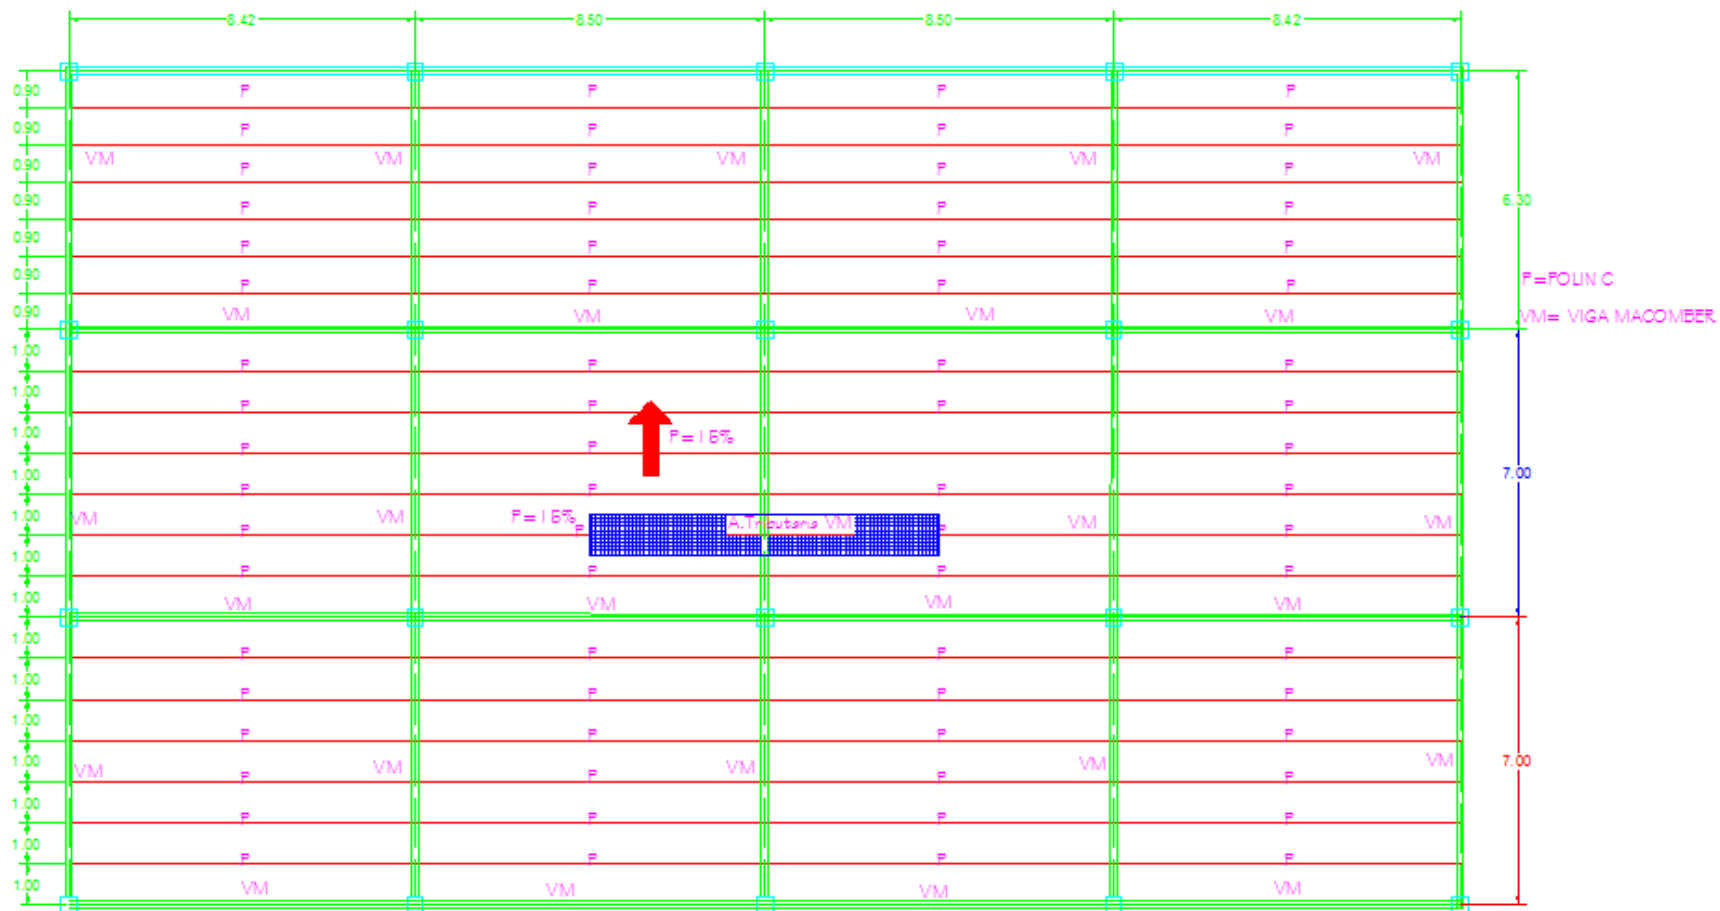 8.42 8.50 8.50 8.42
0.90 P P P P
0.90 P P P P
0.90 VM P VM P VM P VM P VM
0.90 P P P P 6.30
0.90 P P P P
0.90 P P P P P=POLIN C
0.90 VM VM VM VM VM= VIGA MACOMBER
1.00 P P P P
1.00 P P P P
1.00 P P P=15% P P
1.00 P P P P 7.00
1.00 VM P VM P=15% P A.Tributaria VM P VM P VM
1.00 P P P P
1.00 VM VM VM VM
1.00 P P P P
1.00 P P P P
1.00 P P P P
1.00 VM P VM P VM P VM P VM 7.00
1.00 P P P P
1.00 P P P P
1.00 VM VM VM VM